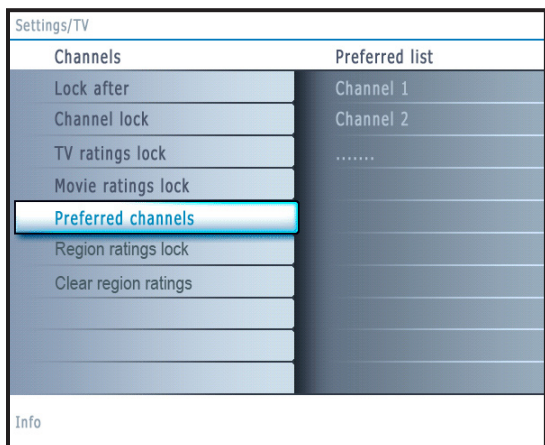 Settings/TV
Channels
Preferred list
Lock after
Channel 1
Channel lock
Channel 2
TV ratings lock
.......
Movie ratings lock
Preferred channels
Region ratings lock
Clear region ratings
Info